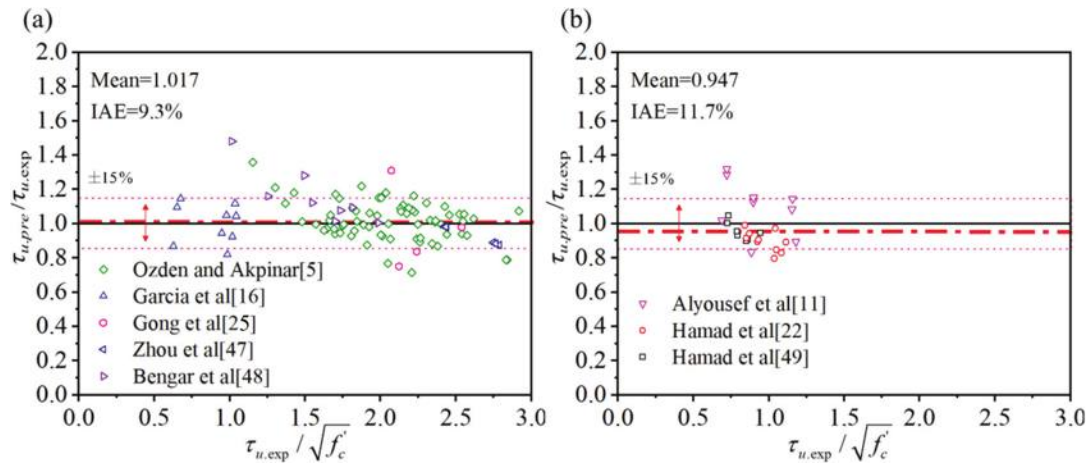 (a)
2.0
1.8
1.6
1.4
1.2
1.0
0.8
0.6
0.4
0.2
0.0
τu.pre/τu.exp
Mean=1.017
IAE=9.3%
±15%
Ozden and Akpinar[5]
Garcia et al[16]
Gong et al[25]
Zhou et al[47]
Bengar et al[48]
0.0 0.5 1.0 1.5 2.0 2.5 3.0
τu.exp / √f'c
(b)
2.0
1.8
1.6
1.4
1.2
1.0
0.8
0.6
0.4
0.2
0.0
τu.pre/τu.exp
Mean=0.947
IAE=11.7%
±15%
Alyousef et al[11]
Hamad et al[22]
Hamad et al[49]
0.0 0.5 1.0 1.5 2.0 2.5 3.0
τu.exp / √f'c